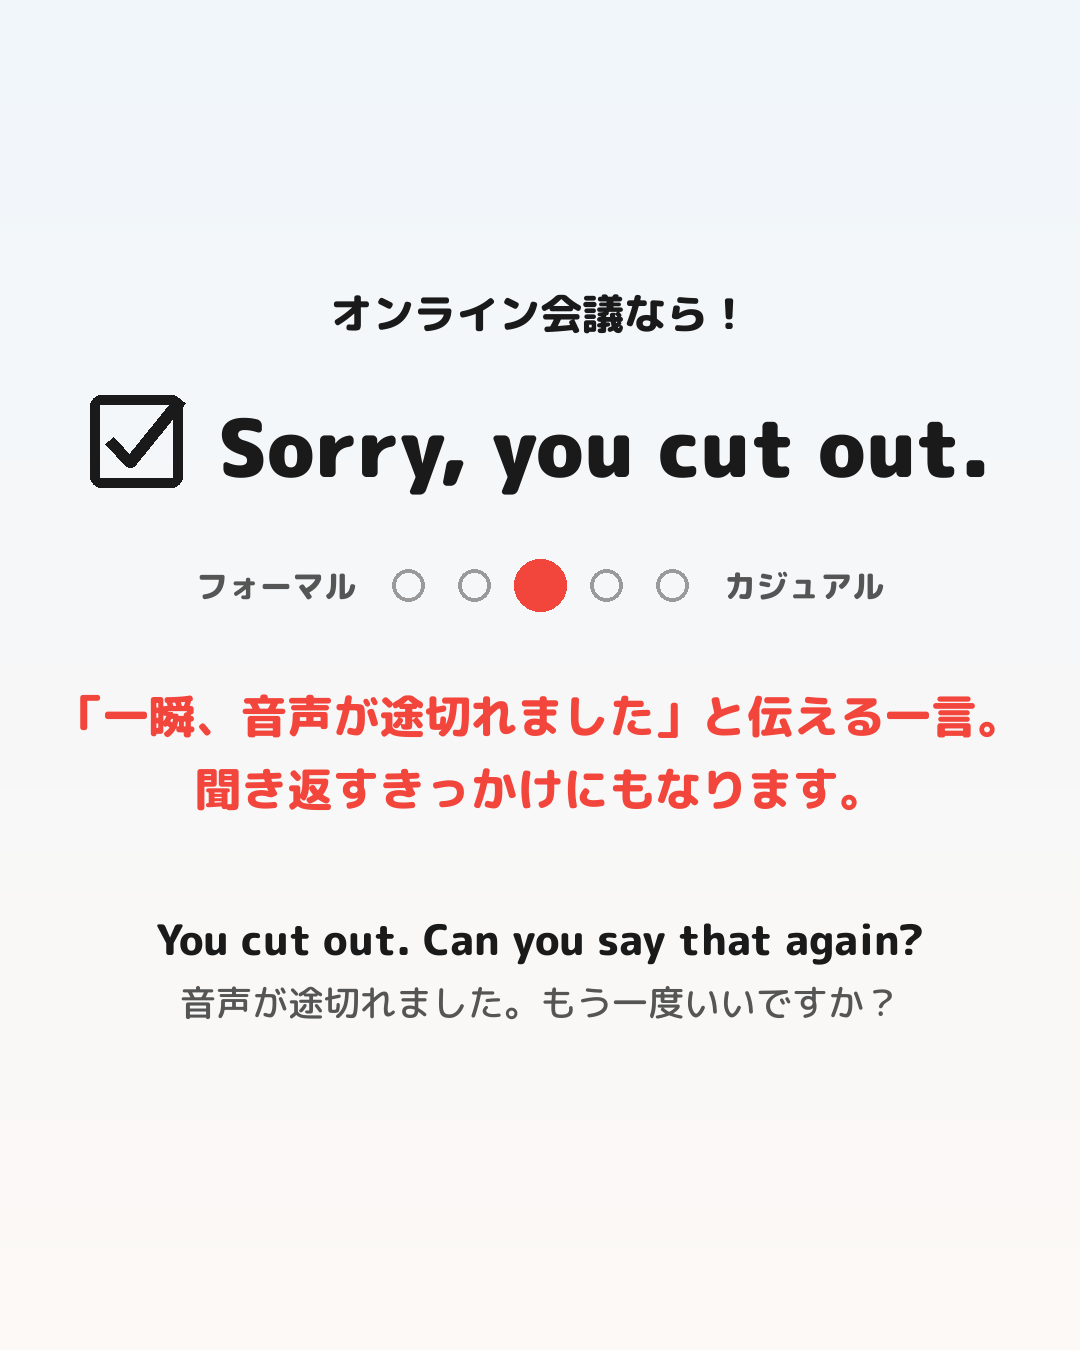 オンライン会議なら！
Sorry, you cut out.
フォーマル カジュアル
「一瞬、音声が途切れました」と伝える一言。
聞き返すきっかけにもなります。
You cut out. Can you say that again?
音声が途切れました。もう一度いいですか？